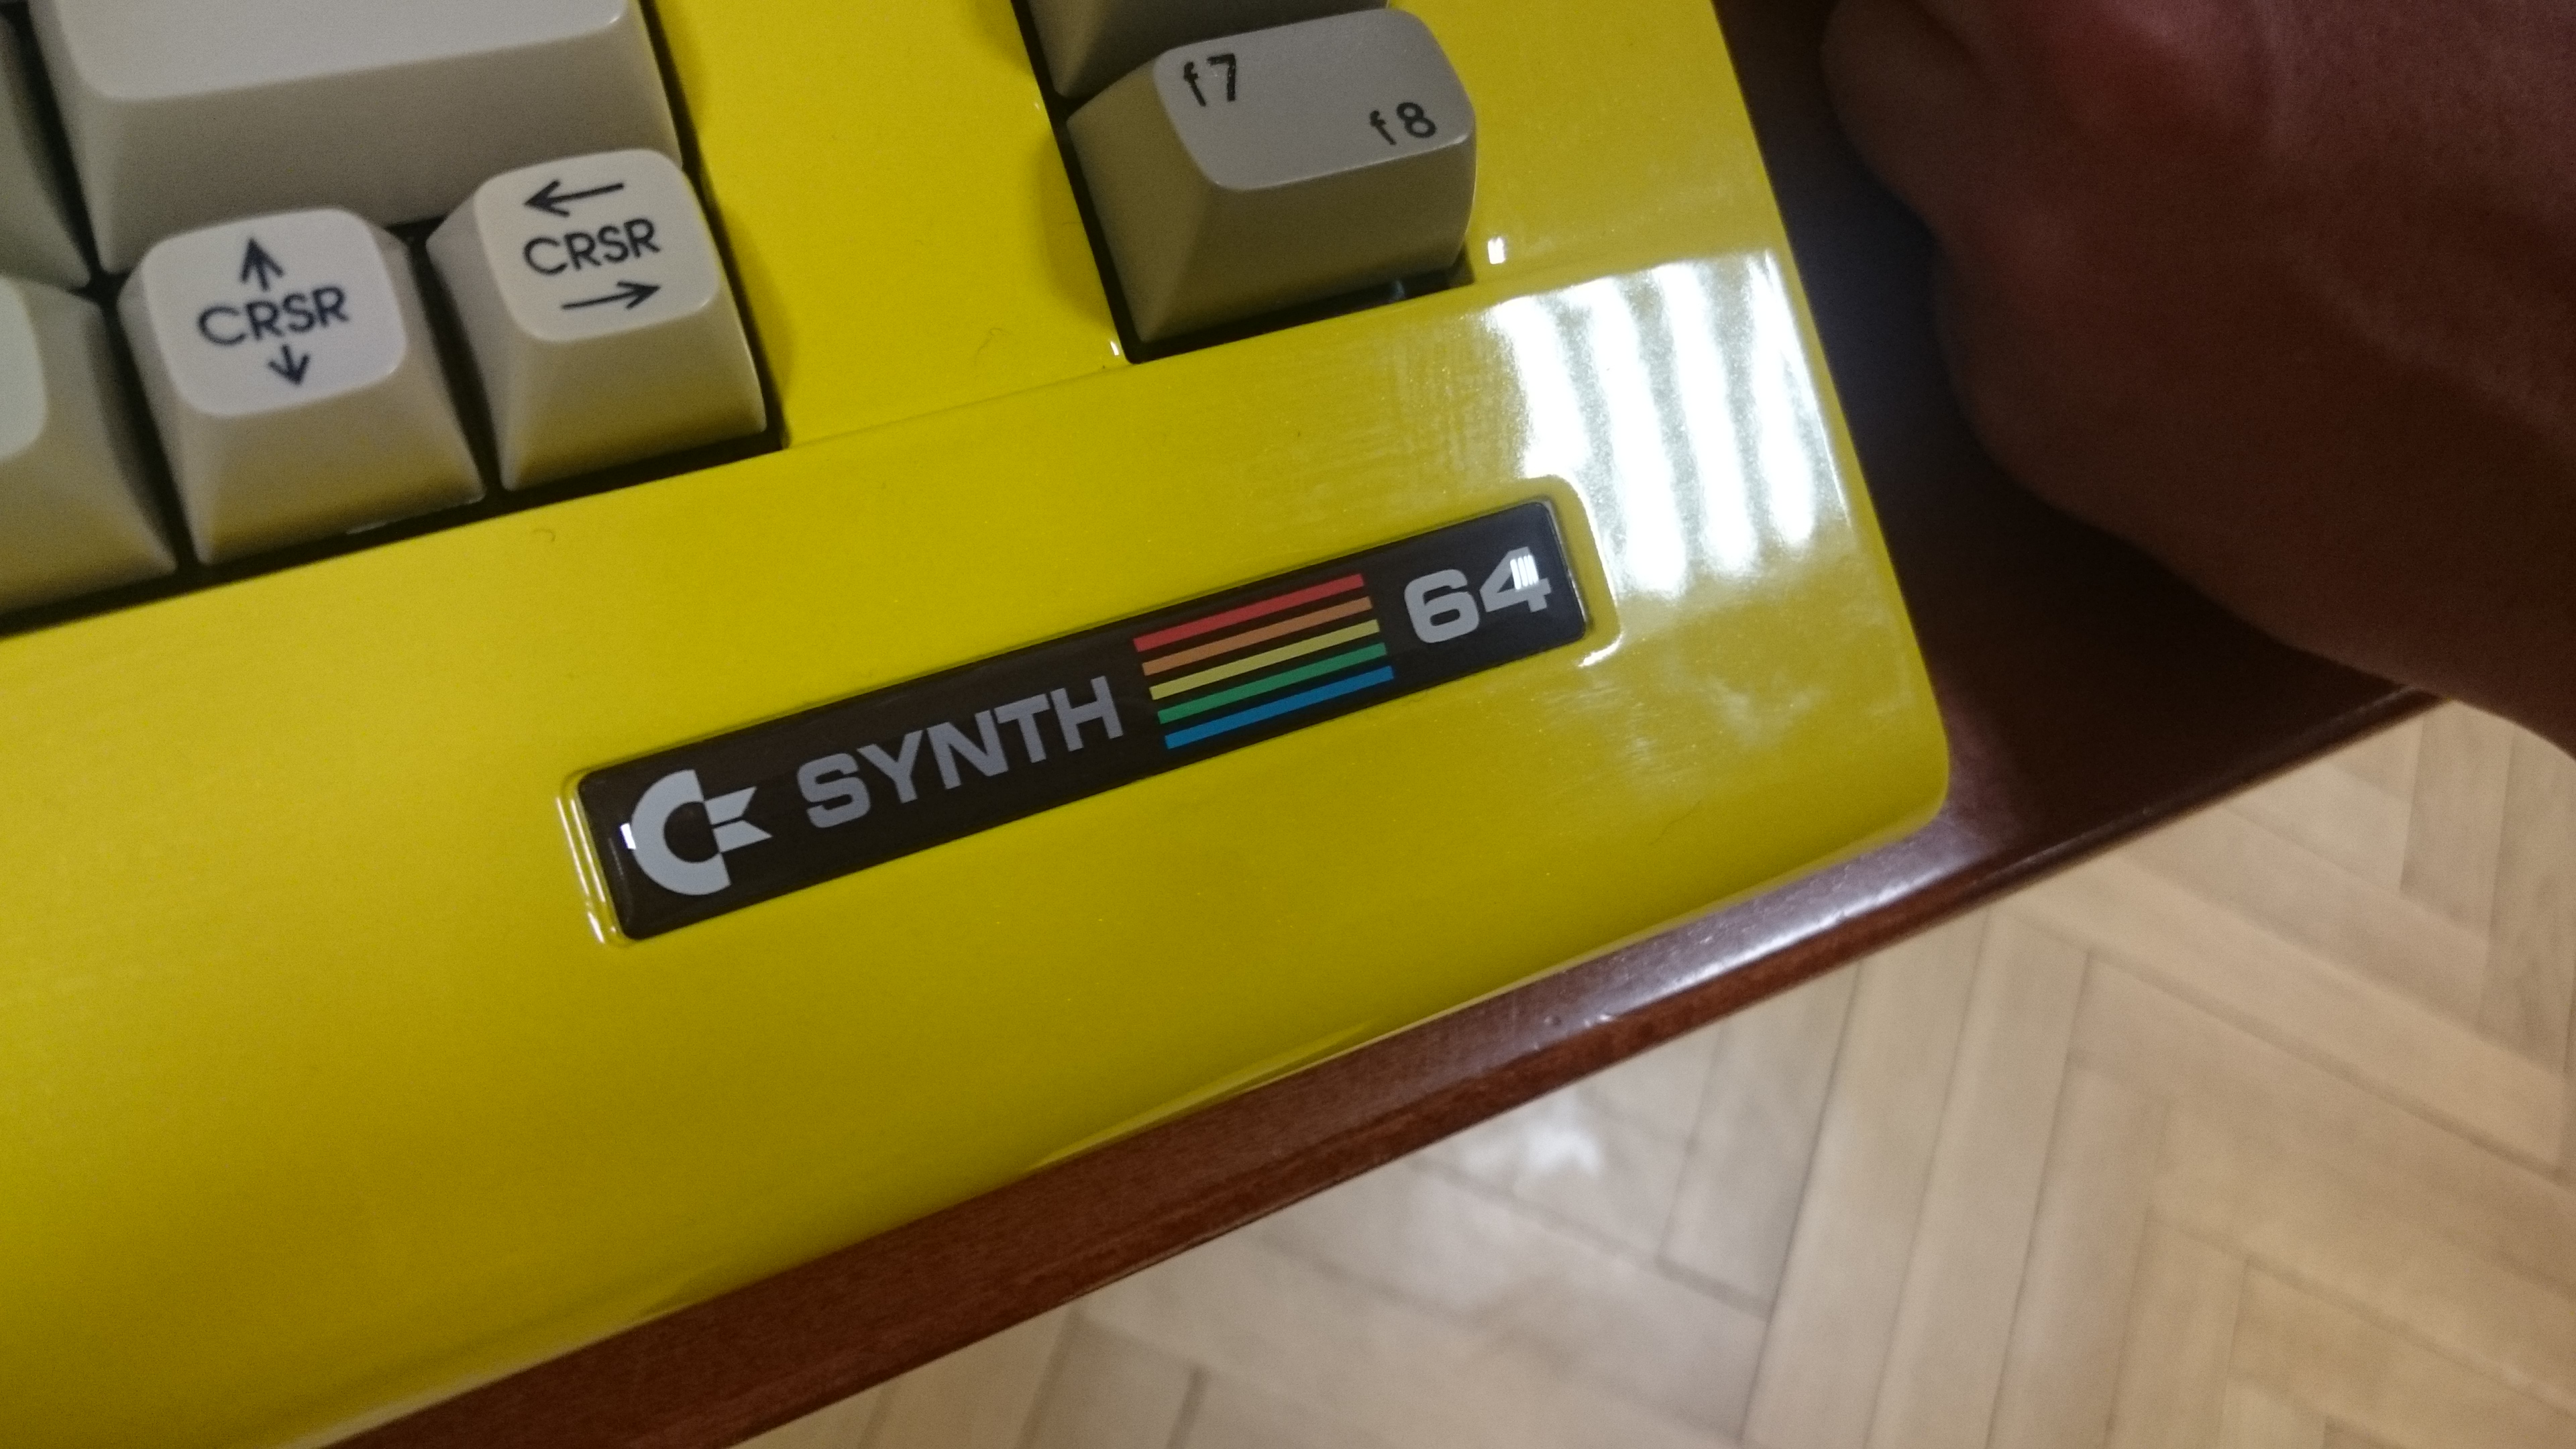 f7
f8
←
CRSR
→
↑
CRSR
↓
SYNTH 64